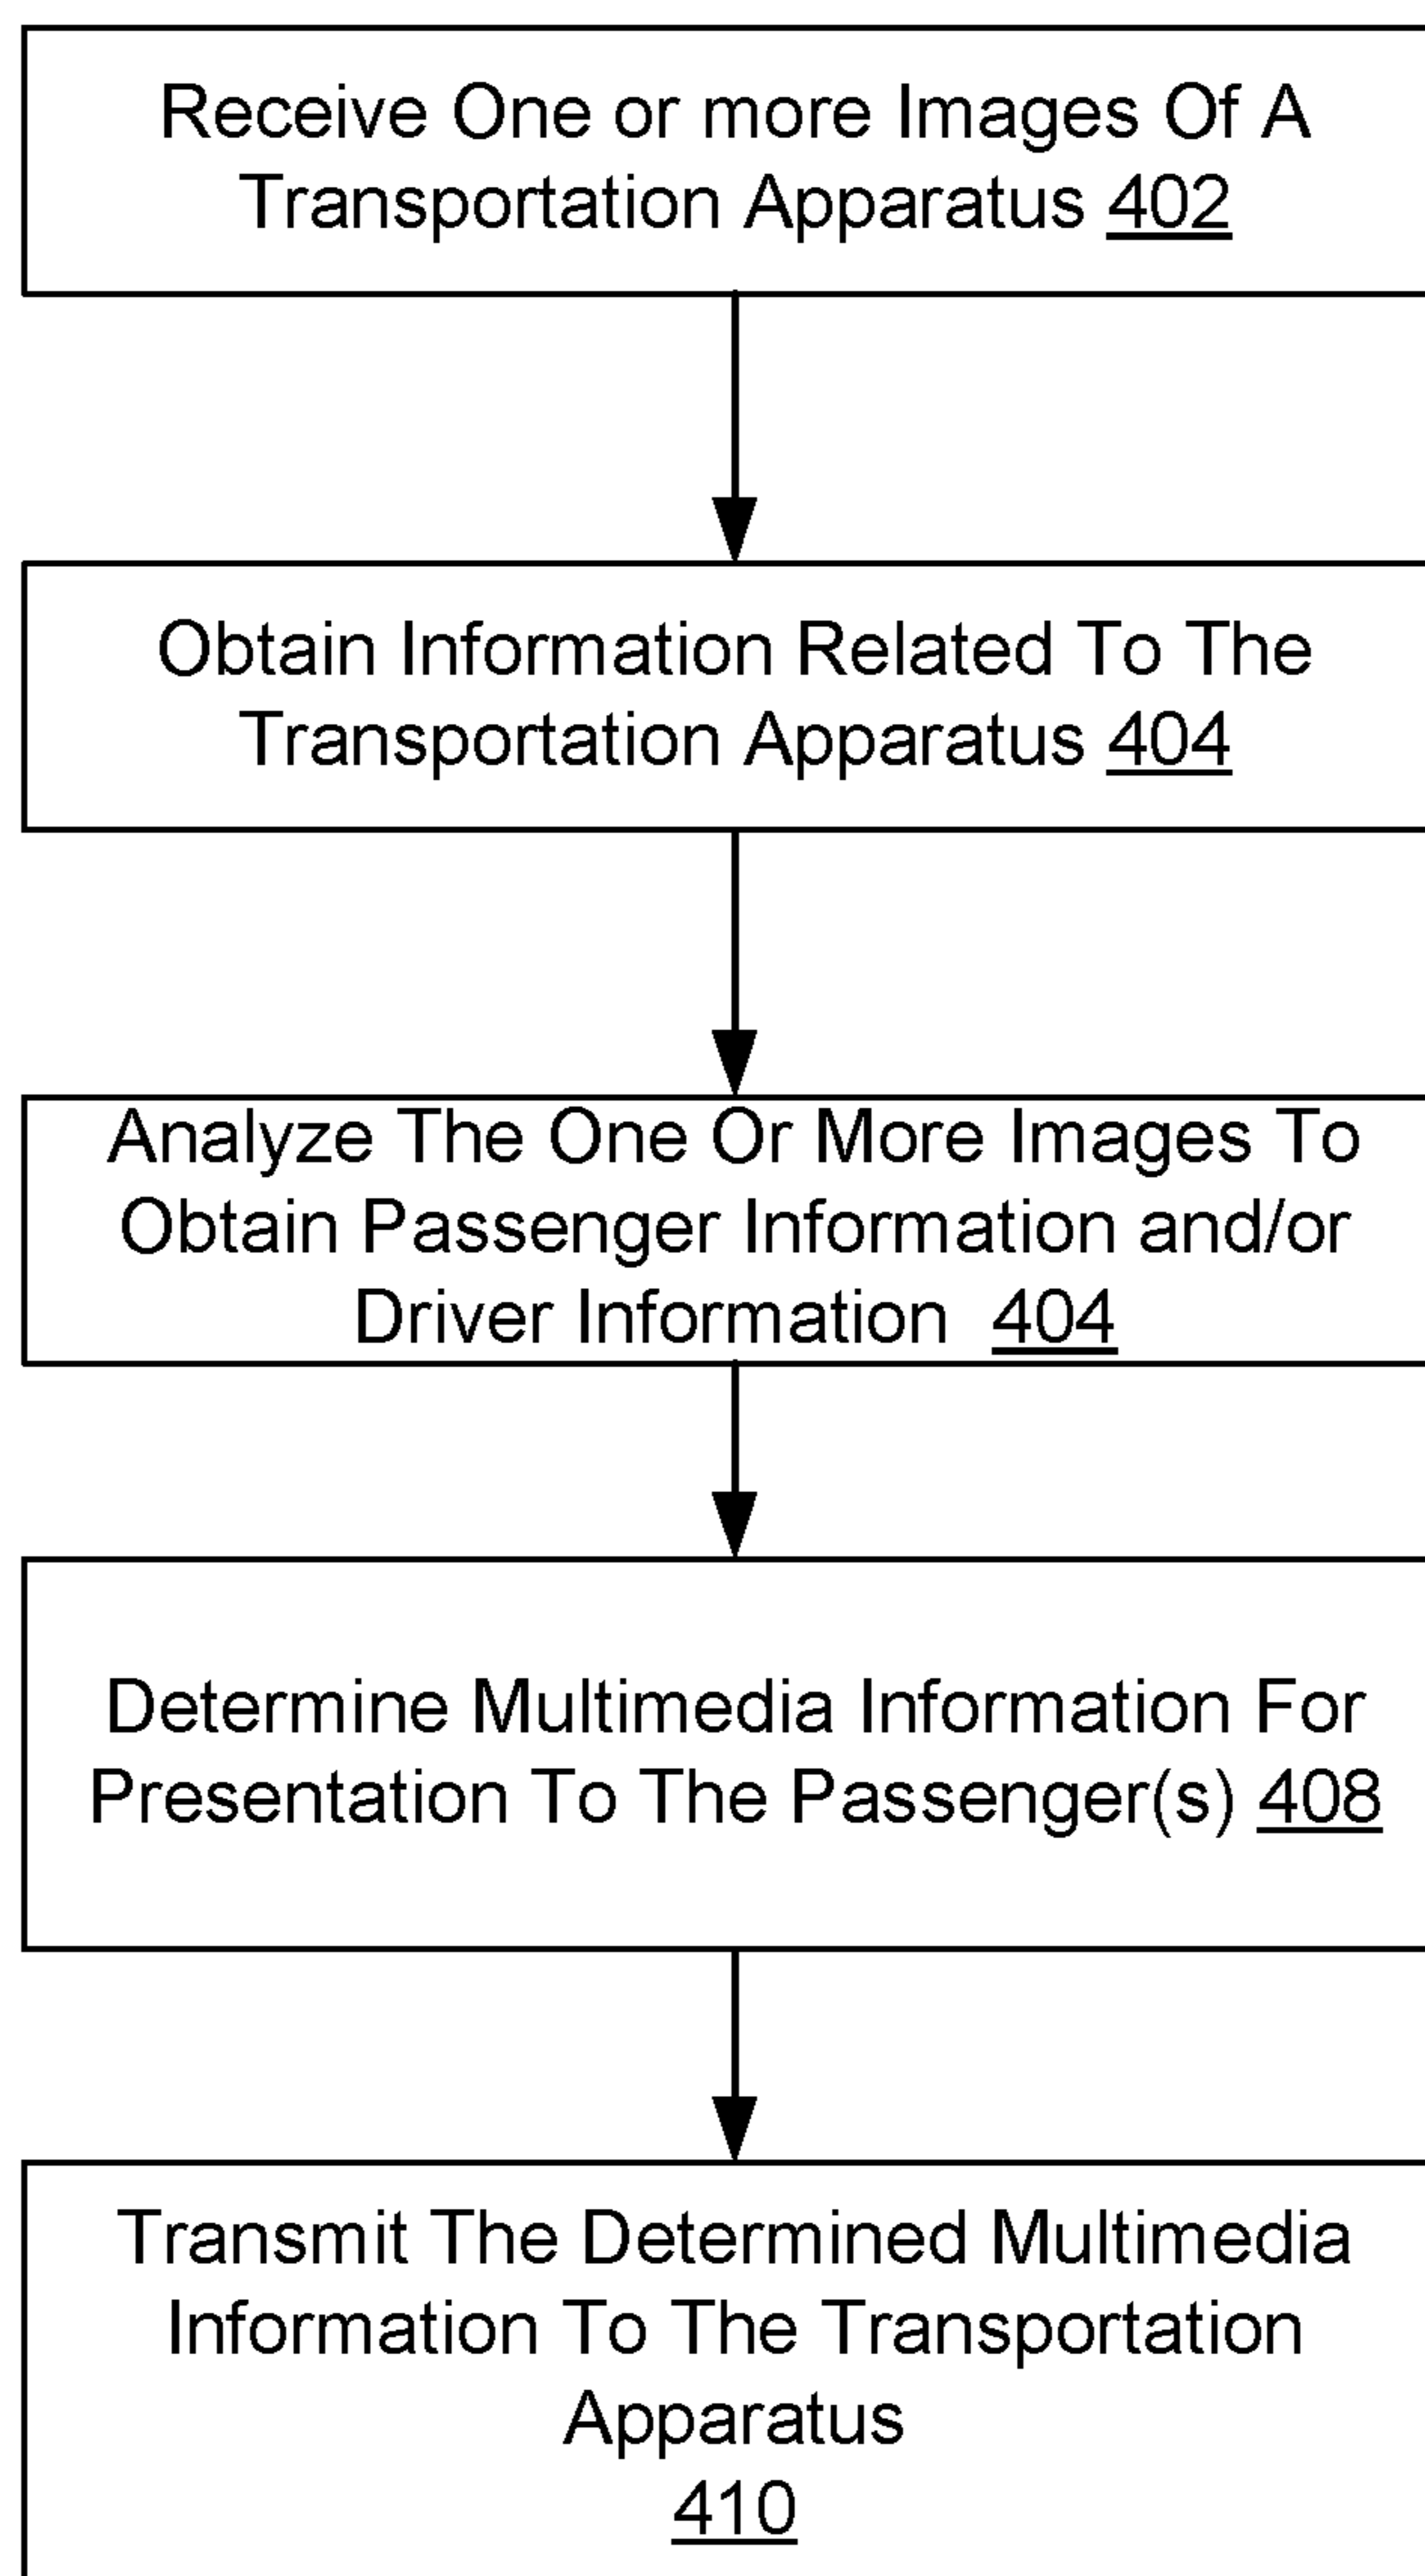 Receive One or more Images Of A
Transportation Apparatus 402
Obtain Information Related To The
Transportation Apparatus 404
Analyze The One Or More Images To
Obtain Passenger Information and/or
Driver Information 404
Determine Multimedia Information For
Presentation To The Passenger(s) 408
Transmit The Determined Multimedia
Information To The Transportation
Apparatus
410